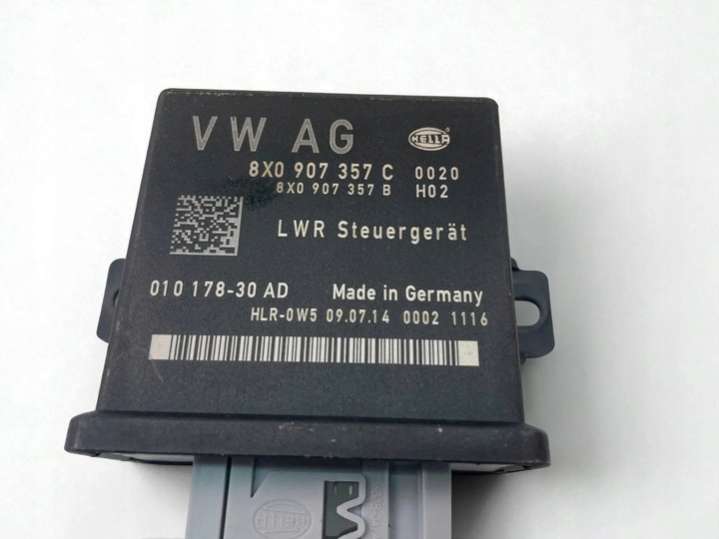 VW AG HELLA
8X0 907 357 C 0020
8X0 907 357 B H02
LWR Steuergerät
010 178-30 AD Made in Germany
HLR-0W5 09.07.14 0002 1116
HELLA